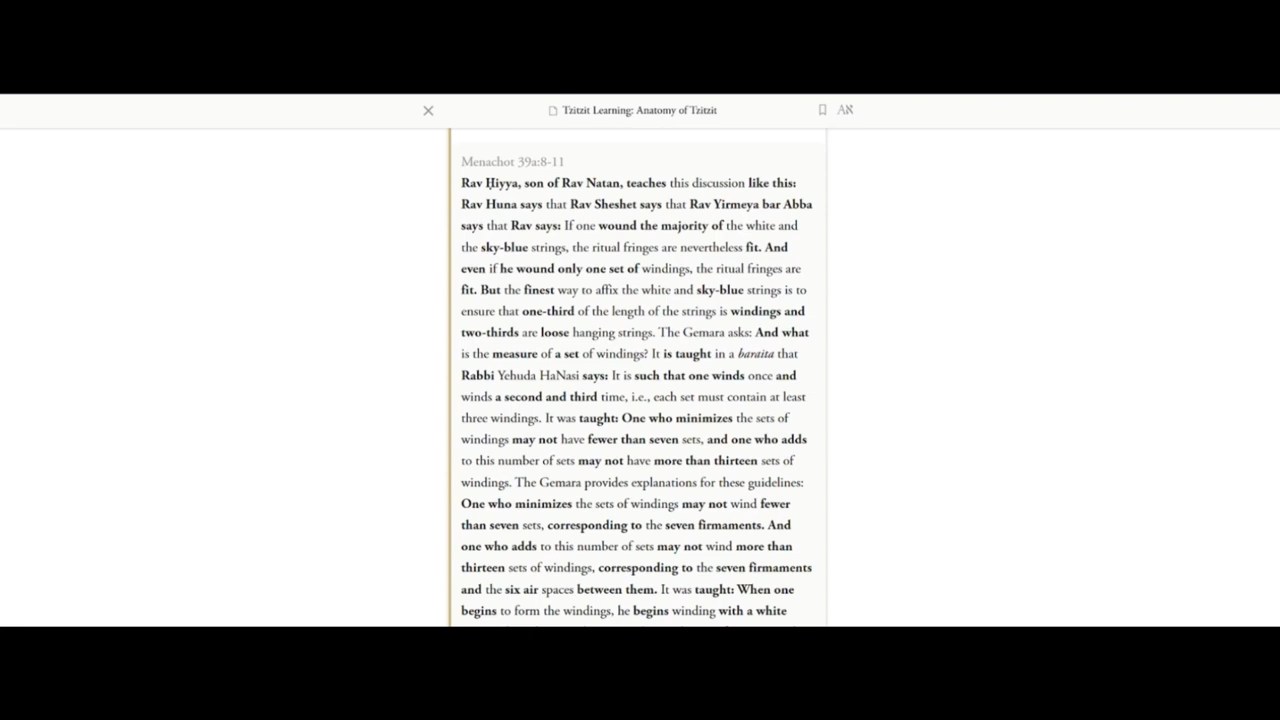 Tzitzit Learning: Anatomy of Tzitzit
Aא
Menachot 39a:8-11
Rav Ḥiyya, son of Rav Natan, teaches this discussion like this:
Rav Huna says that Rav Sheshet says that Rav Yirmeya bar Abba
says that Rav says: If one wound the majority of the white and
the sky-blue strings, the ritual fringes are nevertheless fit. And
even if he wound only one set of windings, the ritual fringes are
fit. But the finest way to affix the white and sky-blue strings is to
ensure that one-third of the length of the strings is windings and
two-thirds are loose hanging strings. The Gemara asks: And what
is the measure of a set of windings? It is taught in a baraita that
Rabbi Yehuda HaNasi says: It is such that one winds once and
winds a second and third time, i.e., each set must contain at least
three windings. It was taught: One who minimizes the sets of
windings may not have fewer than seven sets, and one who adds
to this number of sets may not have more than thirteen sets of
windings. The Gemara provides explanations for these guidelines:
One who minimizes the sets of windings may not wind fewer
than seven sets, corresponding to the seven firmaments. And
one who adds to this number of sets may not wind more than
thirteen sets of windings, corresponding to the seven firmaments
and the six air spaces between them. It was taught: When one
begins to form the windings, he begins winding with a white